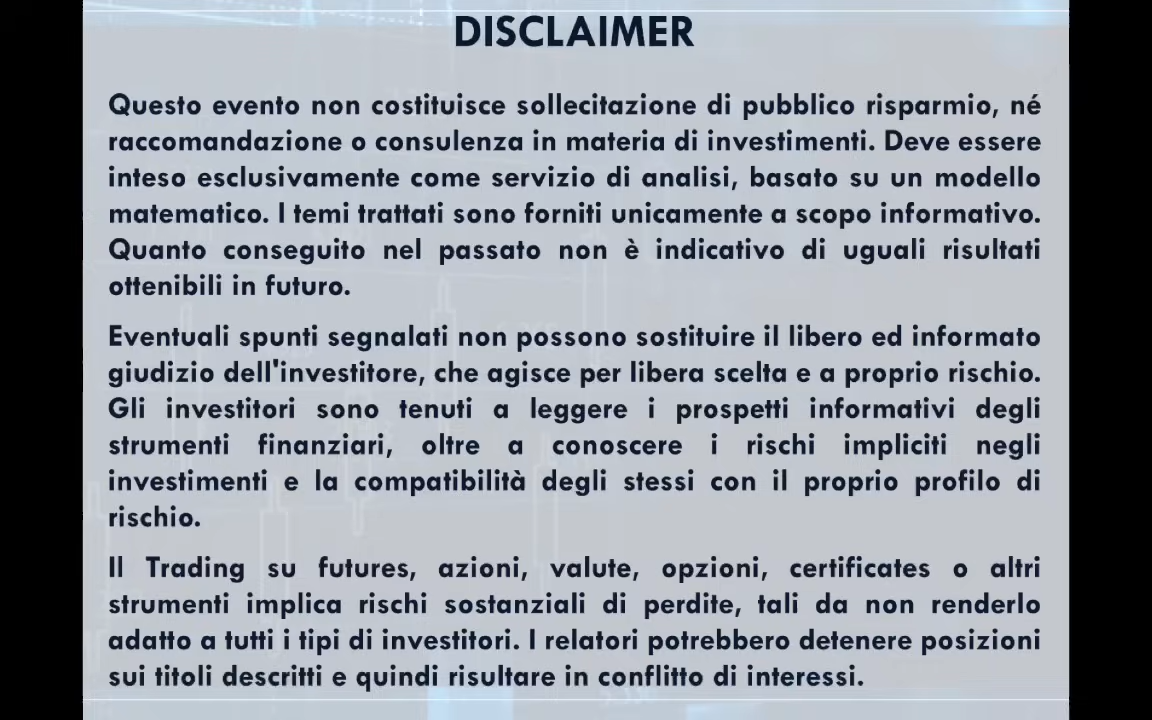 DISCLAIMER
Questo evento non costituisce sollecitazione di pubblico risparmio, né
raccomandazione o consulenza in materia di investimenti. Deve essere
inteso esclusivamente come servizio di analisi, basato su un modello
matematico. I temi trattati sono forniti unicamente a scopo informativo.
Quanto conseguito nel passato non è indicativo di uguali risultati
ottenibili in futuro.
Eventuali spunti segnalati non possono sostituire il libero ed informato
giudizio dell'investitore, che agisce per libera scelta e a proprio rischio.
Gli investitori sono tenuti a leggere i prospetti informativi degli
strumenti finanziari, oltre a conoscere i rischi impliciti negli
investimenti e la compatibilità degli stessi con il proprio profilo di
rischio.
Il Trading su futures, azioni, valute, opzioni, certificates o altri
strumenti implica rischi sostanziali di perdite, tali da non renderlo
adatto a tutti i tipi di investitori. I relatori potrebbero detenere posizioni
sui titoli descritti e quindi risultare in conflitto di interessi.